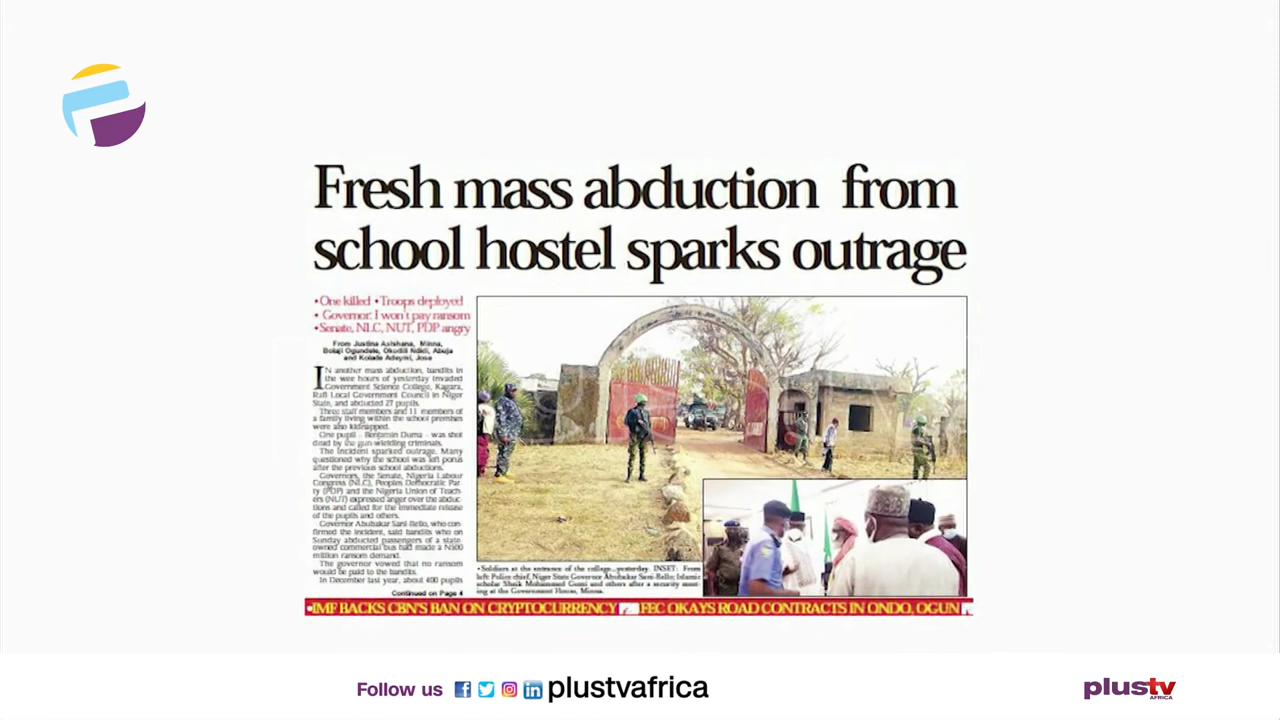 Fresh mass abduction from
school hostel sparks outrage
•One killed •Troops deployed
• Governor: I won't pay ransom
•Senate, NLC, NUT, PDP angry
From Justina Asishana, Minna,
Bolaji Ogundele, Okodili Ndidi, Abuja
and Kolade Adeyemi, Jos
IN another mass abduction, bandits in
the wee hours of yesterday invaded
Government Science College, Kagara,
Rafi Local Government Council in Niger
State, and abducted 27 pupils.
Three staff members and 11 members of
a family living within the school premises
were also kidnapped.
One pupil – Benjamin Doma – was shot
dead by the gun-wielding criminals.
The incident sparked outrage. Many
questioned why the school was left porus
after the previous school abductions.
Governors, the Senate, Nigeria Labour
Congress (NLC), Peoples Democratic Par-
ty (PDP) and the Nigeria Union of Teach-
ers (NUT) expressed anger over the abduc-
tions and called for the immediate release
of the pupils and others.
Governor Abubakar Sani-Bello, who con-
firmed the incident, said bandits who on
Sunday abducted passengers of a state-
owned commercial bus had made a N500
million ransom demand.
The governor vowed that no ransom
would be paid to the bandits.
In December last year, about 400 pupils
Continued on Page 4
•Soldiers at the entrance of the college...yesterday. INSET: From
left: Police chief, Niger State Governor Abubakar Sani-Bello; Islamic
scholar Sheik Mohammed Gumi and others after a security meet-
ing at the Government House, Minna.
•IMF BACKS CBN'S BAN ON CRYPTOCURRENCY FEC OKAYS ROAD CONTRACTS IN ONDO, OGUN
Follow us plustvafrica
plustv
AFRICA